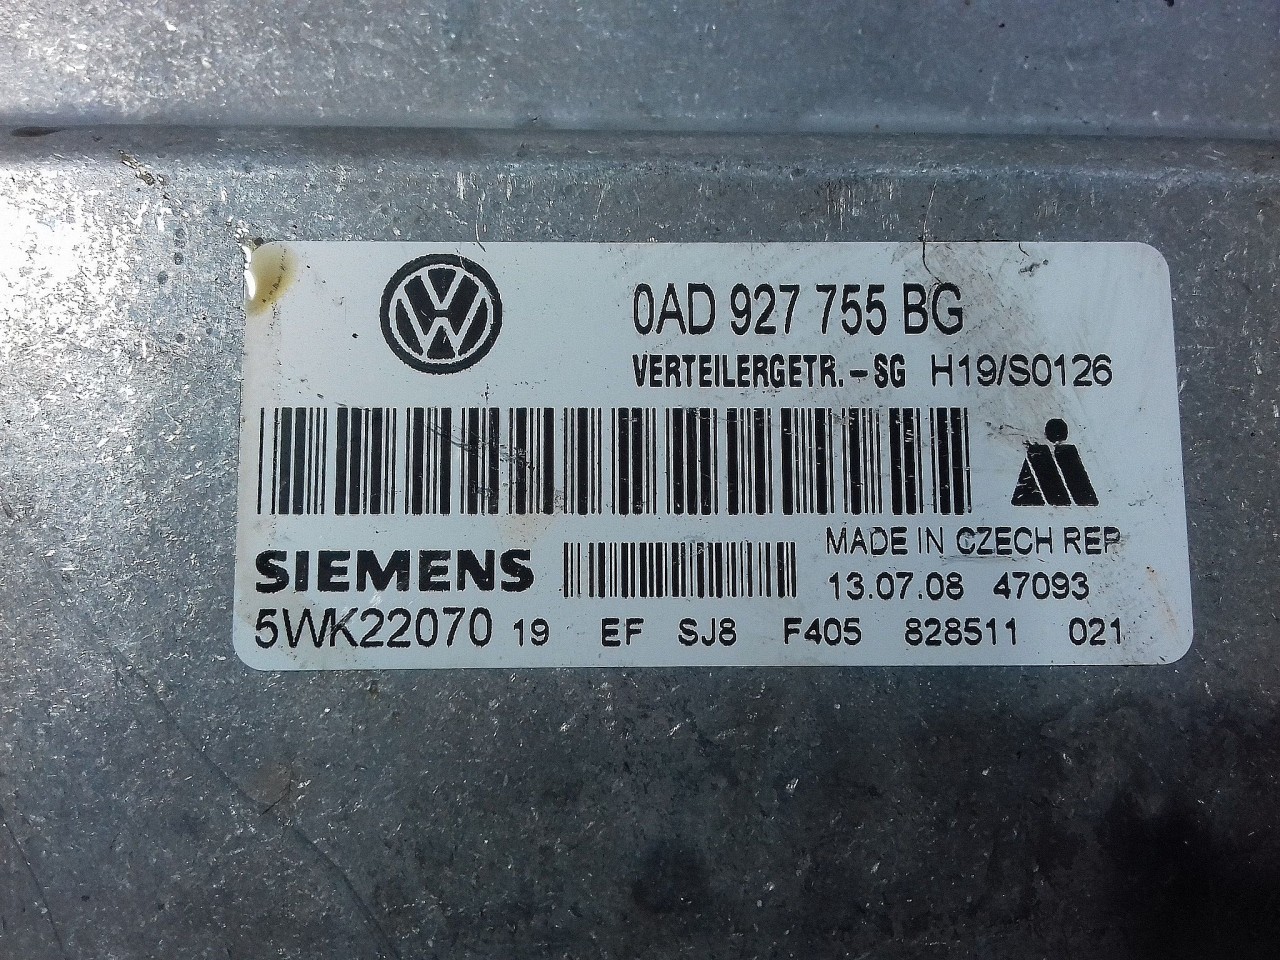 0AD 927 755 BG
VERTEILERGETR.-SG H19/S0126
SIEMENS
MADE IN CZECH REP
13.07.08 47093
5WK22070 19 EF SJ8 F405 828511 021